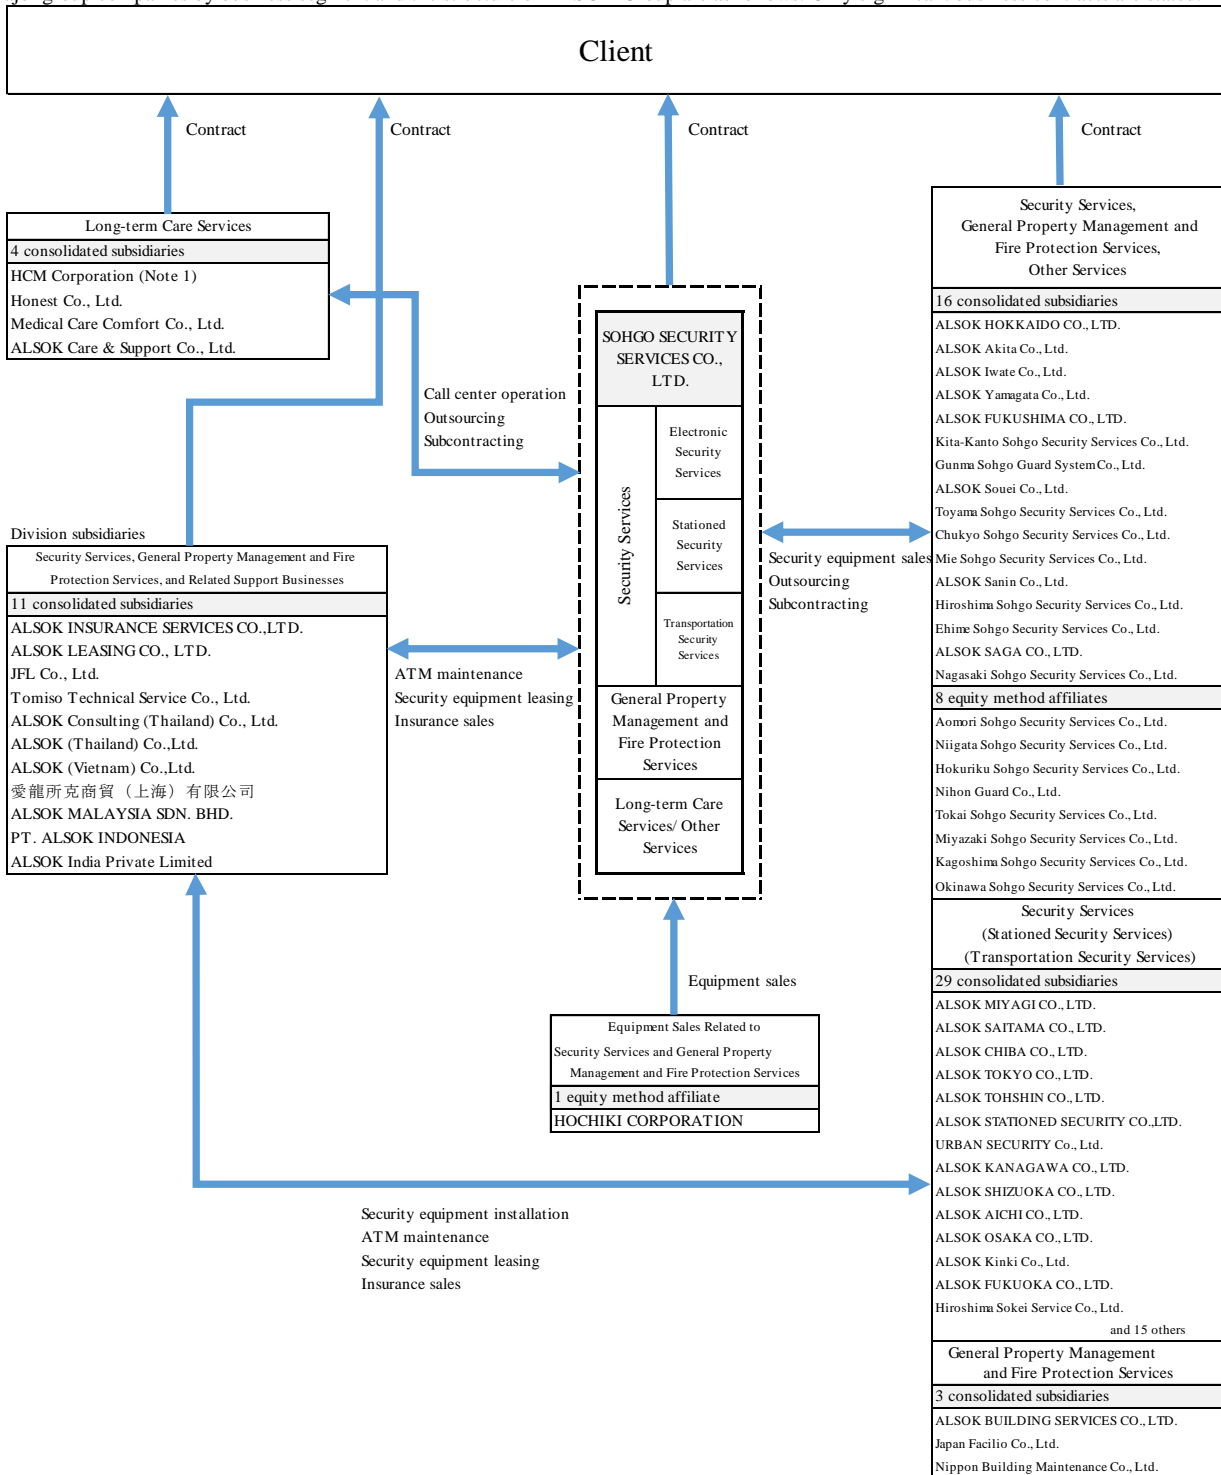 Client
Contract
Contract
Contract
Contract
Long-term Care Services
4 consolidated subsidiaries
HCM Corporation (Note 1)
Honest Co., Ltd.
Medical Care Comfort Co., Ltd.
ALSOK Care & Support Co., Ltd.
Call center operation
Outsourcing
Subcontracting
Division subsidiaries
Security Services, General Property Management and Fire
Protection Services, and Related Support Businesses
11 consolidated subsidiaries
ALSOK INSURANCE SERVICES CO.,LTD.
ALSOK LEASING CO., LTD.
JFL Co., Ltd.
Tomiso Technical Service Co., Ltd.
ALSOK Consulting (Thailand) Co., Ltd.
ALSOK (Thailand) Co.,Ltd.
ALSOK (Vietnam) Co.,Ltd.
愛龍所克商貿（上海）有限公司
ALSOK MALAYSIA SDN. BHD.
PT. ALSOK INDONESIA
ALSOK India Private Limited
ATM maintenance
Security equipment leasing
Insurance sales
SOHGO SECURITY
SERVICES CO.,
LTD.
Security Services
Electronic
Security
Services
Stationed
Security
Services
Transportation
Security
Services
General Property
Management and
Fire Protection
Services
Long-term Care
Services/ Other
Services
Security equipment sales
Outsourcing
Subcontracting
Equipment sales
Equipment Sales Related to
Security Services and General Property
Management and Fire Protection Services
1 equity method affiliate
HOCHIKI CORPORATION
Security equipment installation
ATM maintenance
Security equipment leasing
Insurance sales
Security Services,
General Property Management and
Fire Protection Services,
Other Services
16 consolidated subsidiaries
ALSOK HOKKAIDO CO., LTD.
ALSOK Akita Co., Ltd.
ALSOK Iwate Co., Ltd.
ALSOK Yamagata Co., Ltd.
ALSOK FUKUSHIMA CO., LTD.
Kita-Kanto Sohgo Security Services Co., Ltd.
Gunma Sohgo Guard System Co., Ltd.
ALSOK Souei Co., Ltd.
Toyama Sohgo Security Services Co., Ltd.
Chukyo Sohgo Security Services Co., Ltd.
Mie Sohgo Security Services Co., Ltd.
ALSOK Sanin Co., Ltd.
Hiroshima Sohgo Security Services Co., Ltd.
Ehime Sohgo Security Services Co., Ltd.
ALSOK SAGA CO., LTD.
Nagasaki Sohgo Security Services Co., Ltd.
8 equity method affiliates
Aomori Sohgo Security Services Co., Ltd.
Niigata Sohgo Security Services Co., Ltd.
Hokuriku Sohgo Security Services Co., Ltd.
Nihon Guard Co., Ltd.
Tokai Sohgo Security Services Co., Ltd.
Miyazaki Sohgo Security Services Co., Ltd.
Kagoshima Sohgo Security Services Co., Ltd.
Okinawa Sohgo Security Services Co., Ltd.
Security Services
(Stationed Security Services)
(Transportation Security Services)
29 consolidated subsidiaries
ALSOK MIYAGI CO., LTD.
ALSOK SAITAMA CO., LTD.
ALSOK CHIBA CO., LTD.
ALSOK TOKYO CO., LTD.
ALSOK TOHSHIN CO., LTD.
ALSOK STATIONED SECURITY CO.,LTD.
URBAN SECURITY Co., Ltd.
ALSOK KANAGAWA CO., LTD.
ALSOK SHIZUOKA CO., LTD.
ALSOK AICHI CO., LTD.
ALSOK OSAKA CO., LTD.
ALSOK Kinki Co., Ltd.
ALSOK FUKUOKA CO., LTD.
Hiroshima Sokei Service Co., Ltd.
and 15 others
General Property Management
and Fire Protection Services
3 consolidated subsidiaries
ALSOK BUILDING SERVICES CO., LTD.
Japan Facilio Co., Ltd.
Nippon Building Maintenance Co., Ltd.